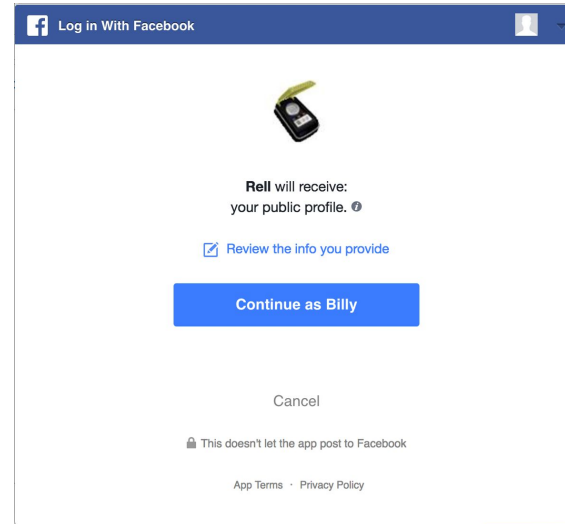 Log in With Facebook
Rell will receive:
your public profile.
Review the info you provide
Continue as Billy
Cancel
This doesn't let the app post to Facebook
App Terms · Privacy Policy